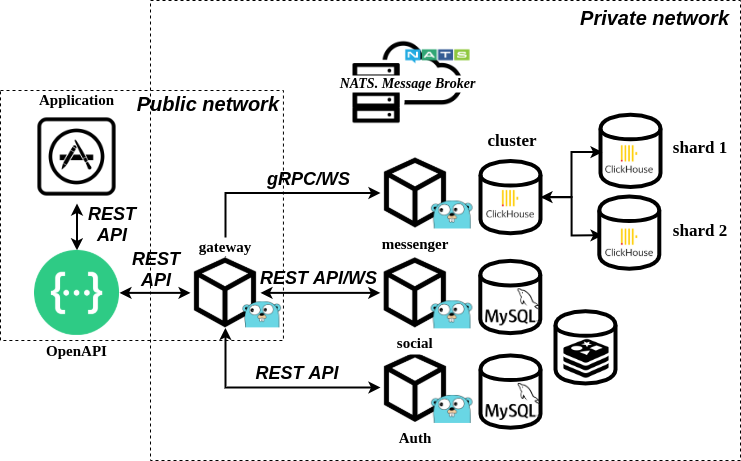 Private network
NATS
NATS. Message Broker
Application
Public network
cluster
shard 1
ClickHouse
gRPC/WS
ClickHouse
REST
API
shard 2
messenger
gateway
REST
API
ClickHouse
REST API/WS
{...}
MySQL
social
OpenAPI
REST API
MySQL
Auth